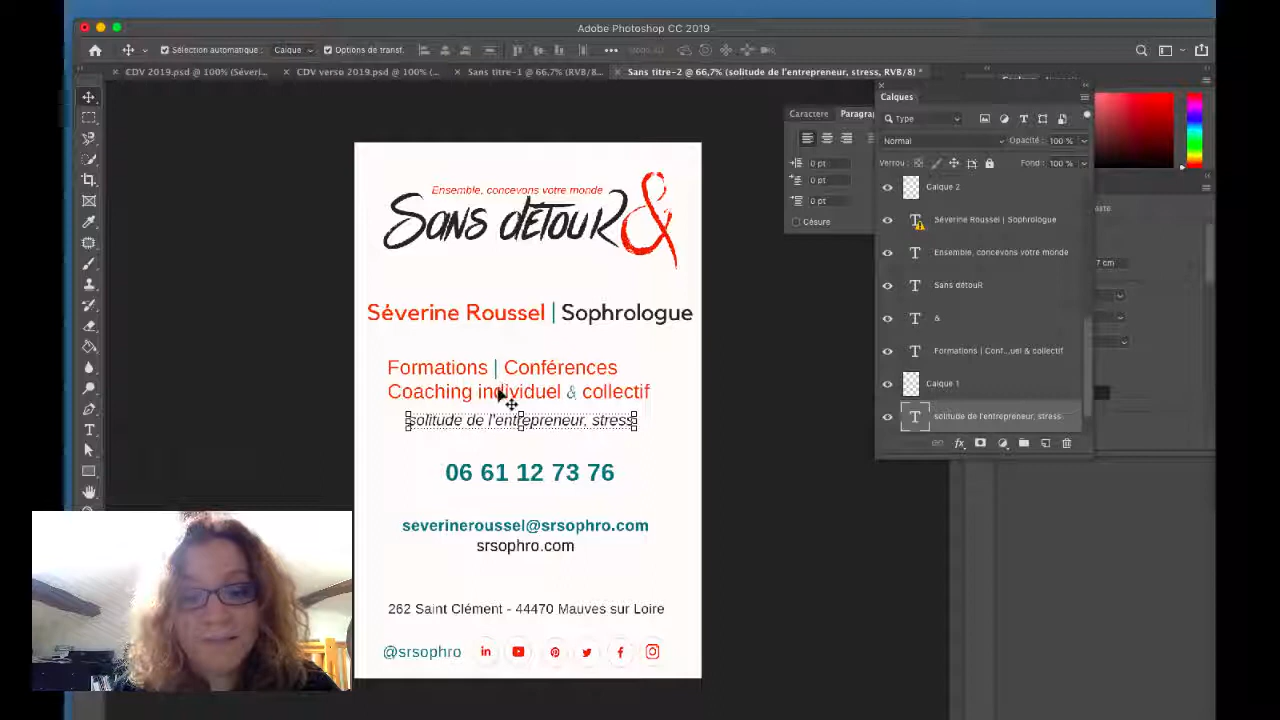 Adobe Photoshop CC 2019
Sélection automatique :
Calque
Options de transf.
CDV 2019.psd @ 100% (Séveri...
CDV verso 2019.psd @ 100% (...
Sans titre-1 @ 66,7% (RVB/8...
Sans titre-2 @ 66,7% (solitude de l'entrepreneur, stress, RVB/8) *
Caractère
Paragra
0 pt
0 pt
0 pt
Césure
Calques
Type
Normal
Opacité : 100 %
Verrou :
Fond : 100 %
Calque 2
Séverine Roussel | Sophrologue
Ensemble, concevons votre monde
Sans détouR
&
Formations | Conf...uel & collectif
Calque 1
solitude de l'entrepreneur, stress
7 cm
fx
Ensemble, concevons votre monde
Sans détouR &
Séverine Roussel | Sophrologue
Formations | Conférences
Coaching individuel & collectif
solitude de l'entrepreneur, stress
06 61 12 73 76
severineroussel@srsophro.com
srsophro.com
262 Saint Clément - 44470 Mauves sur Loire
@srsophro